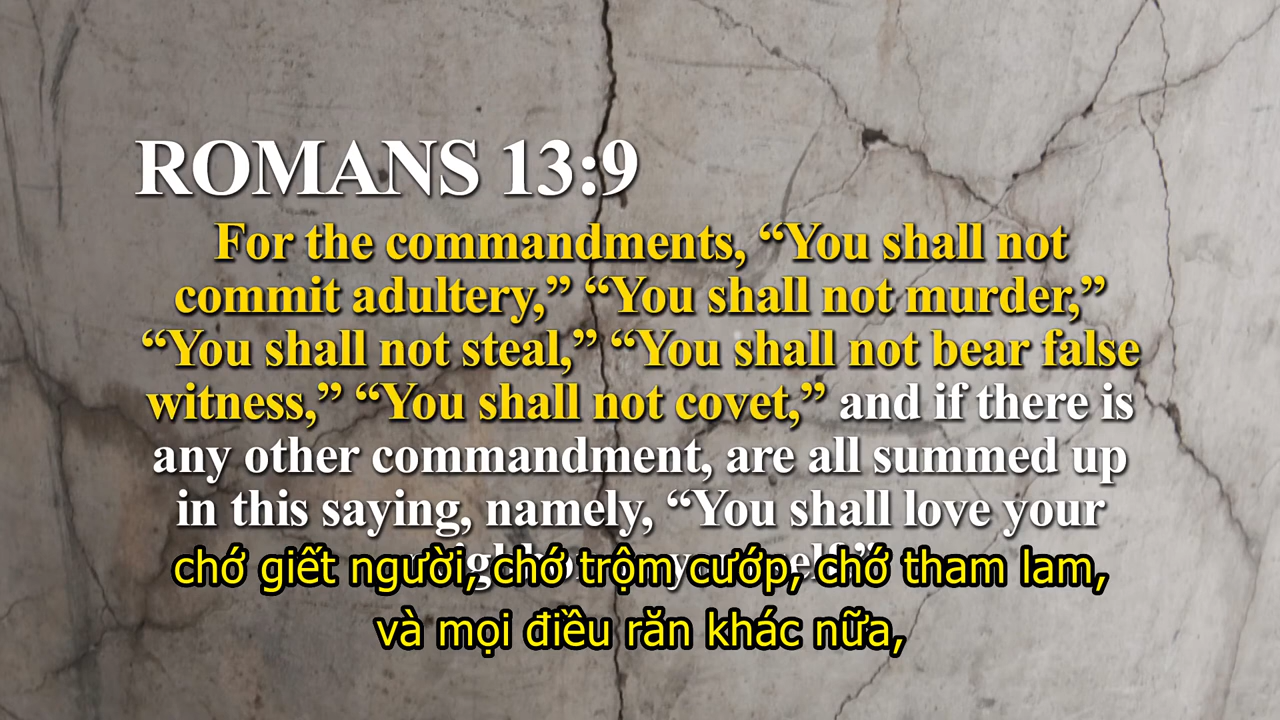 ROMANS 13:9
For the commandments, “You shall not
commit adultery,” “You shall not murder,”
“You shall not steal,” “You shall not bear false
witness,” “You shall not covet,” and if there is
any other commandment, are all summed up
in this saying, namely, “You shall love your
chớ giết người, chớ trộm cướp, chớ tham lam,
và mọi điều răn khác nữa,